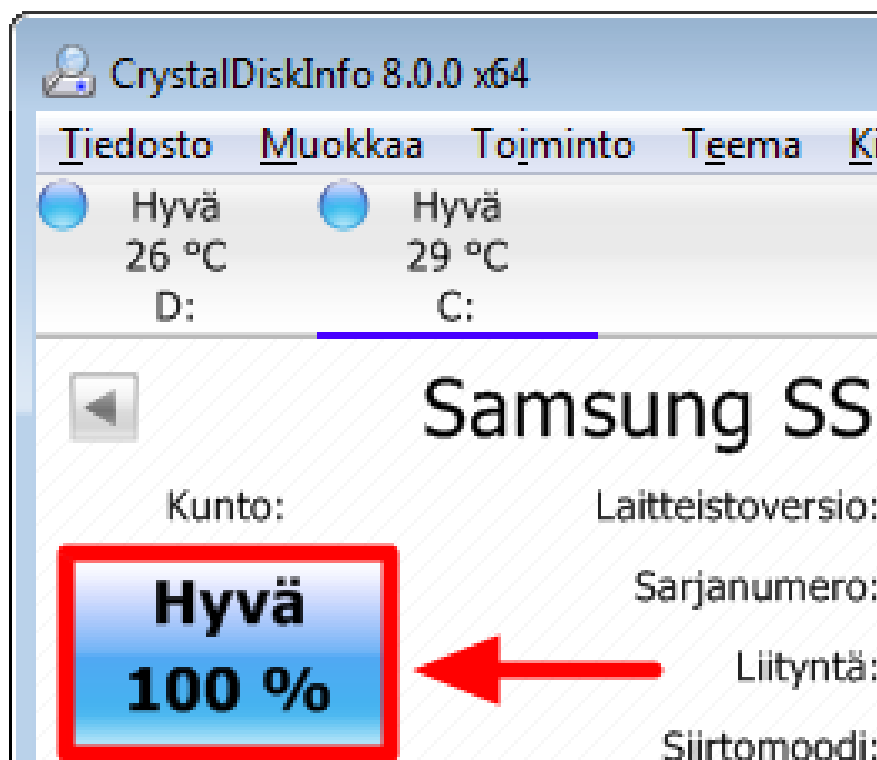 CrystalDiskInfo 8.0.0 x64
Tiedosto Muokkaa Toiminto Teema Ki
Hyvä Hyvä
26 °C 29 °C
D: C:
Samsung SS
Kunto: Laitteistoversio:
Hyvä Sarjanumero:
100 % Liityntä:
Siirtomoodi: